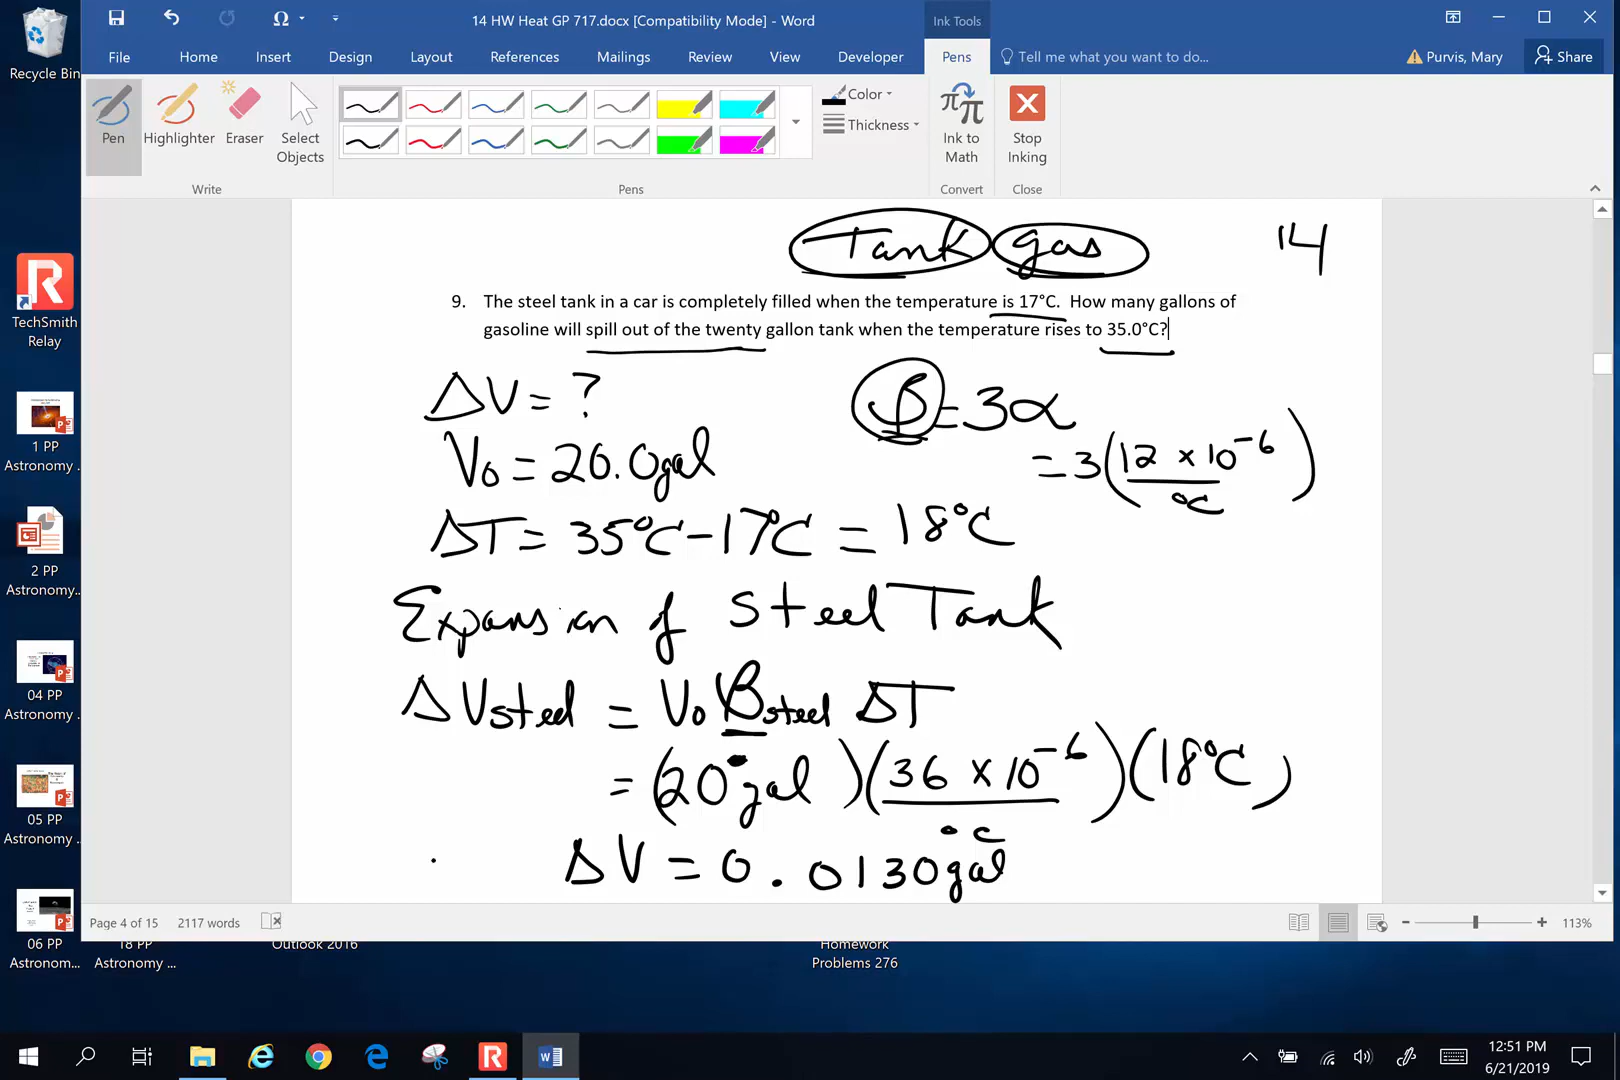 Recycle Bin
TechSmith Relay
1 PP Astronomy ...
2 PP Astronomy...
04 PP Astronomy ...
05 PP Astronomy ...
06 PP Astronom...
18 PP Astronomy ...
Outlook 2016
Homework Problems 276
14 HW Heat GP 717.docx [Compatibility Mode] - Word
Ink Tools
File Home Insert Design Layout References Mailings Review View Developer Pens Tell me what you want to do...
Purvis, Mary
Share
Pen
Highlighter
Eraser
Select Objects
Write
Pens
Color
Thickness
Ink to Math
Convert
Stop Inking
Close
Tank gas 14
9. The steel tank in a car is completely filled when the temperature is 17°C. How many gallons of
gasoline will spill out of the twenty gallon tank when the temperature rises to 35.0°C?
ΔV = ?
β = 3α
V₀ = 20.0gal
= 3(12 x 10⁻⁶/°C)
ΔT = 35°C - 17°C = 18°C
Expansion of Steel Tank
ΔVsteel = V₀ βsteel ΔT
= (20.gal)(36 x 10⁻⁶/°C)(18°C)
ΔV = 0.0130gal
Page 4 of 15 2117 words
113%
12:51 PM
6/21/2019